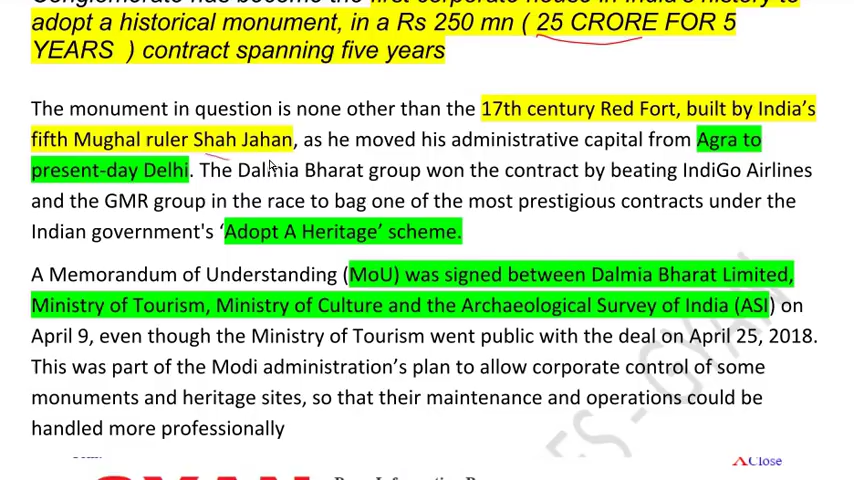 Conglomerate has become the first corporate house in India's history to
adopt a historical monument, in a Rs 250 mn ( 25 CRORE FOR 5
YEARS ) contract spanning five years
The monument in question is none other than the 17th century Red Fort, built by India's
fifth Mughal ruler Shah Jahan, as he moved his administrative capital from Agra to
present-day Delhi. The Dalmia Bharat group won the contract by beating IndiGo Airlines
and the GMR group in the race to bag one of the most prestigious contracts under the
Indian government's 'Adopt A Heritage' scheme.
A Memorandum of Understanding (MoU) was signed between Dalmia Bharat Limited,
Ministry of Tourism, Ministry of Culture and the Archaeological Survey of India (ASI) on
April 9, even though the Ministry of Tourism went public with the deal on April 25, 2018.
This was part of the Modi administration's plan to allow corporate control of some
monuments and heritage sites, so that their maintenance and operations could be
handled more professionally
Close